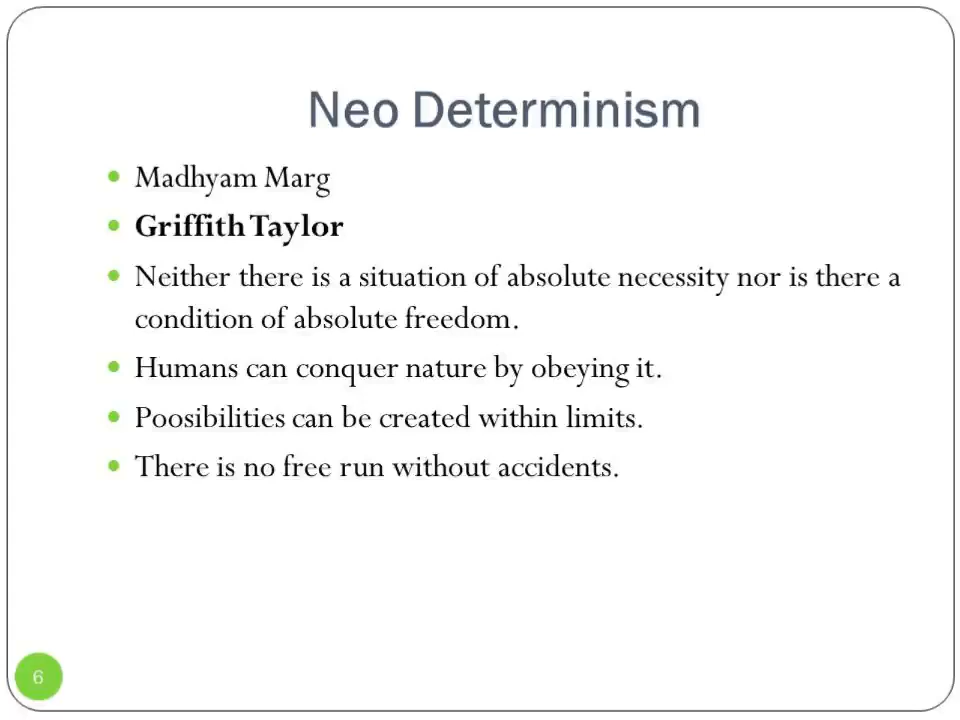 Neo Determinism
Madhyam Marg
Griffith Taylor
Neither there is a situation of absolute necessity nor is there a
condition of absolute freedom.
Humans can conquer nature by obeying it.
Poosibilities can be created within limits.
There is no free run without accidents.
6